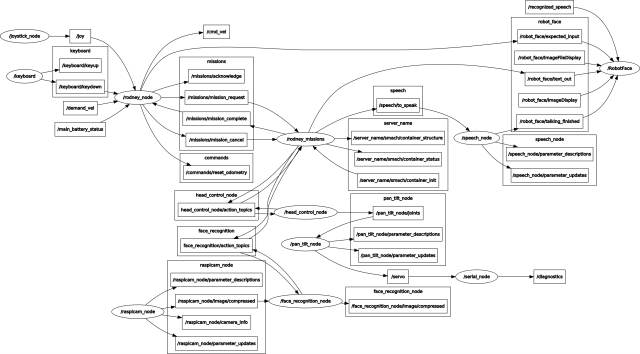 /joystick_node
/joy
keyboard
/keyboard
/keyboard/keyup
/keyboard/keydown
/demand_vel
/main_battery_status
/rodney_node
/cmd_vel
missions
/missions/acknowledge
/missions/mission_request
/missions/mission_complete
/missions/mission_cancel
commands
/commands/reset_odometry
head_control_node
head_control_node/action_topics
face_recognition
face_recognition/action_topics
raspicam_node
/raspicam_node
/raspicam_node/parameter_descriptions
/raspicam_node/image/compressed
/raspicam_node/camera_info
/raspicam_node/parameter_updates
/rodney_missions
/head_control_node
/pan_tilt_node
/face_recognition_node
speech
/speech/to_speak
server_name
/server_name/smach/container_structure
/server_name/smach/container_status
/server_name/smach/container_init
pan_tilt_node
/pan_tilt_node/joints
/pan_tilt_node/parameter_descriptions
/pan_tilt_node/parameter_updates
/servo
face_recognition_node
/face_recognition_node/image/compressed
/speech_node
/serial_node
/diagnostics
/recognized_speech
robot_face
/robot_face/expected_input
/robot_face/ImageFileDisplay
/robot_face/text_out
/robot_face/ImageDisplay
/robot_face/talking_finished
speech_node
/speech_node/parameter_descriptions
/speech_node/parameter_updates
/RobotFace